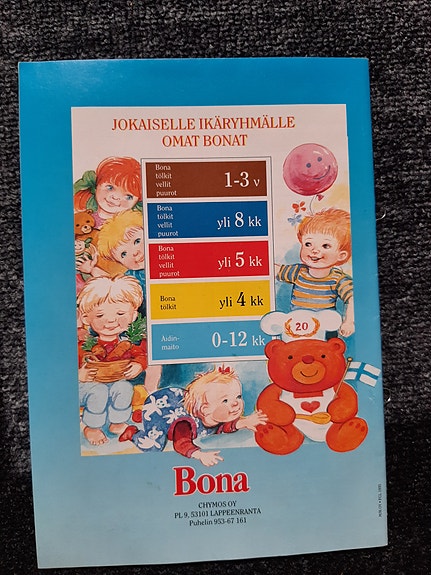 JOKAISELLE IKÄRYHMÄLLE
OMAT BONAT
Bona
tölkit
vellit
puurot
1-3 v
Bona
tölkit
vellit
puurot
yli 8 kk
Bona
tölkit
vellit
puurot
yli 5 kk
Bona
tölkit
yli 4 kk
Äidin-
maito
0-12 kk
20
Bona
CHYMOS OY
PL 9, 53101 LAPPEENRANTA
Puhelin 953-67 161